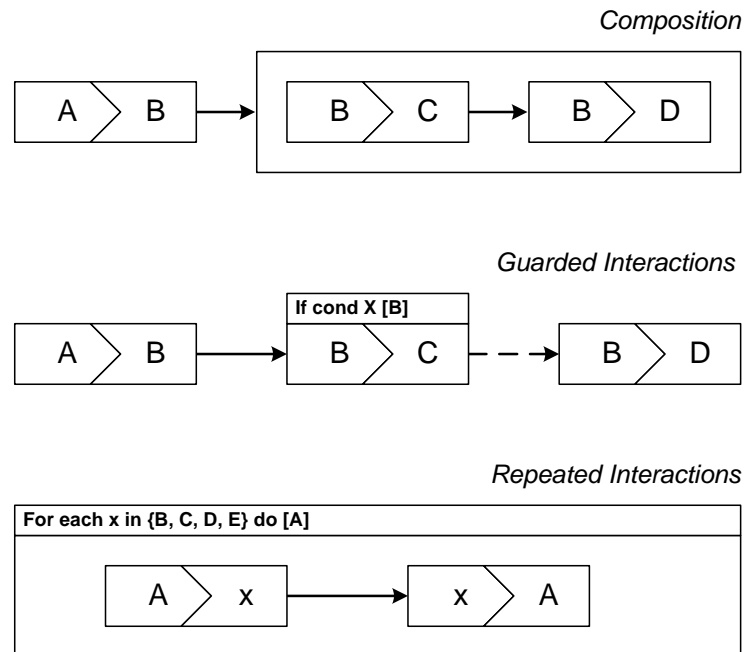 Composition
A B B C B D
Guarded Interactions
If cond X [B]
A B B C B D
Repeated Interactions
For each x in {B, C, D, E} do [A]
A x x A